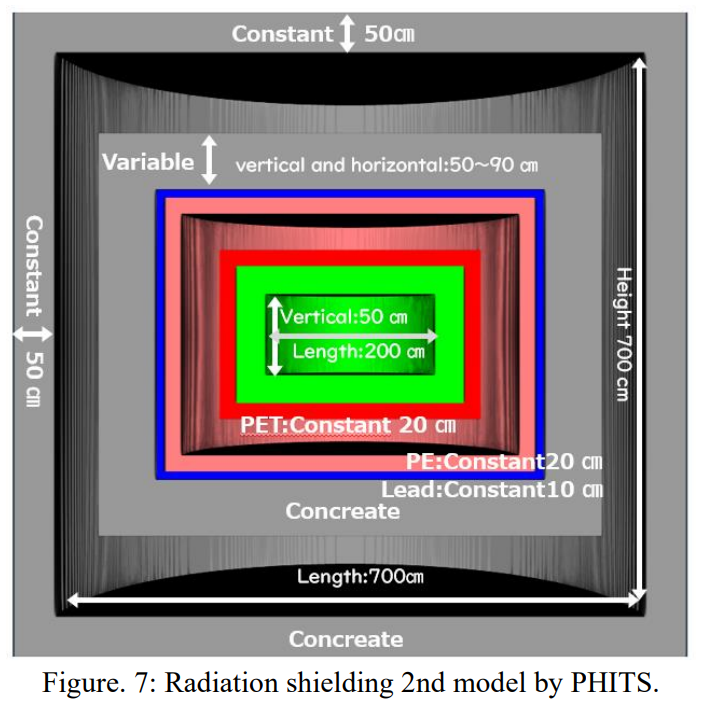 Constant 50㎝
Variable
vertical and horizontal:50～90 ㎝
Constant
50 ㎝
Height 700 cm
Vertical:50 ㎝
Length:200 ㎝
PET:Constant 20 ㎝
PE:Constant20 ㎝
Lead:Constant10 ㎝
Concreate
Length:700㎝
Concreate
Figure. 7: Radiation shielding 2nd model by PHITS.